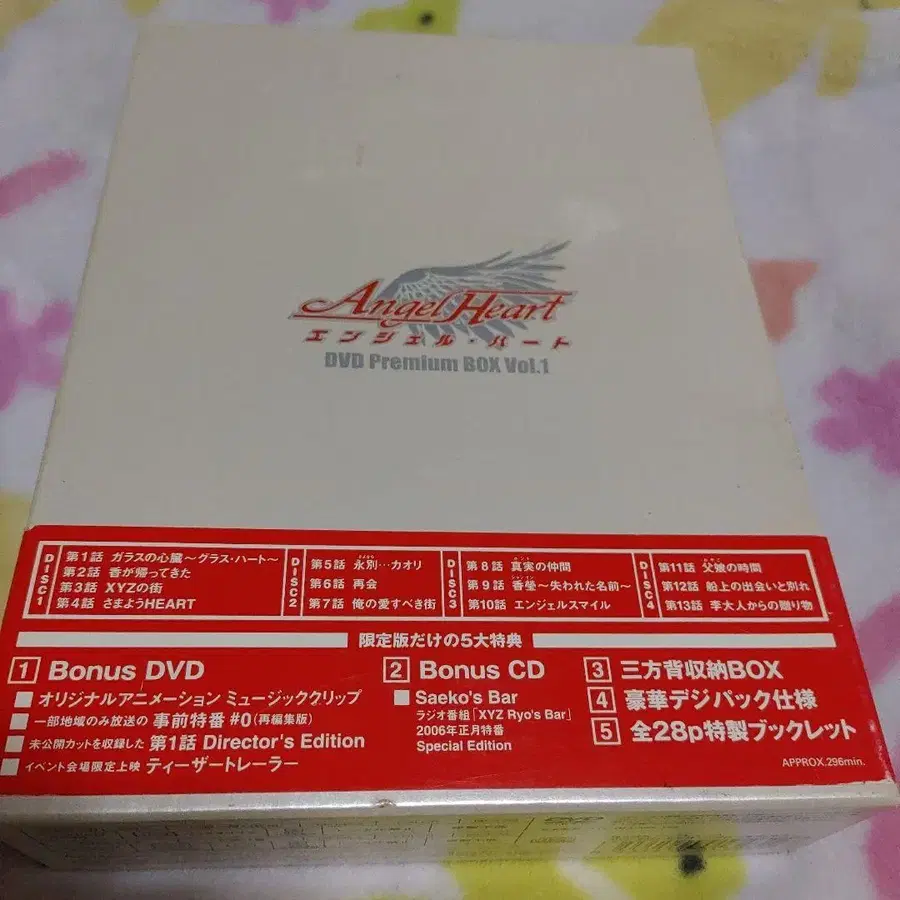 Angel Heart
エンジェル・ハート
DVD Premium BOX Vol.1
DISC1
第1話 ガラスの心臓～グラス・ハート～
第2話 香が帰ってきた
第3話 XYZの街
第4話 さまようHEART
DISC2
第5話 永別…カオリ
第6話 再会
第7話 俺の愛すべき街
DISC3
第8話 真実の仲間
第9話 香瑩～失われた名前～
第10話 エンジェルスマイル
DISC4
第11話 父娘の時間
第12話 船上の出会いと別れ
第13話 李大人からの贈り物
限定版だけの5大特典
1 Bonus DVD
オリジナルアニメーション ミュージッククリップ
一部地域のみ放送の 事前特番 #0(再編集版)
未公開カットを収録した 第1話 Director's Edition
イベント会場限定上映 ティーザートレーラー
2 Bonus CD
Saeko's Bar
ラジオ番組「XYZ Ryo's Bar」
2006年正月特番
Special Edition
3 三方背収納BOX
4 豪華デジパック仕様
5 全28p特製ブックレット
APPROX.296min.